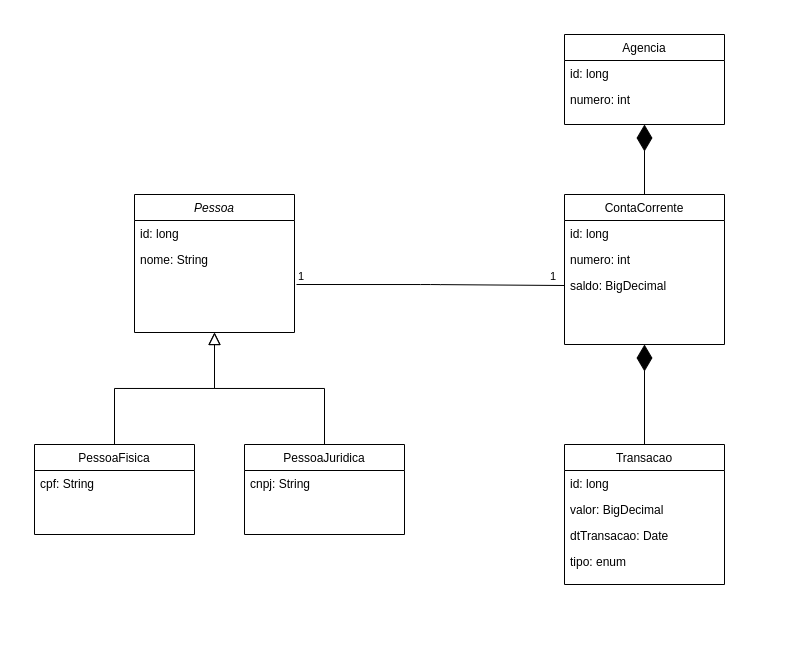 Agencia
id: long
numero: int
Pessoa
id: long
nome: String
1
1
ContaCorrente
id: long
numero: int
saldo: BigDecimal
PessoaFisica
cpf: String
PessoaJuridica
cnpj: String
Transacao
id: long
valor: BigDecimal
dtTransacao: Date
tipo: enum